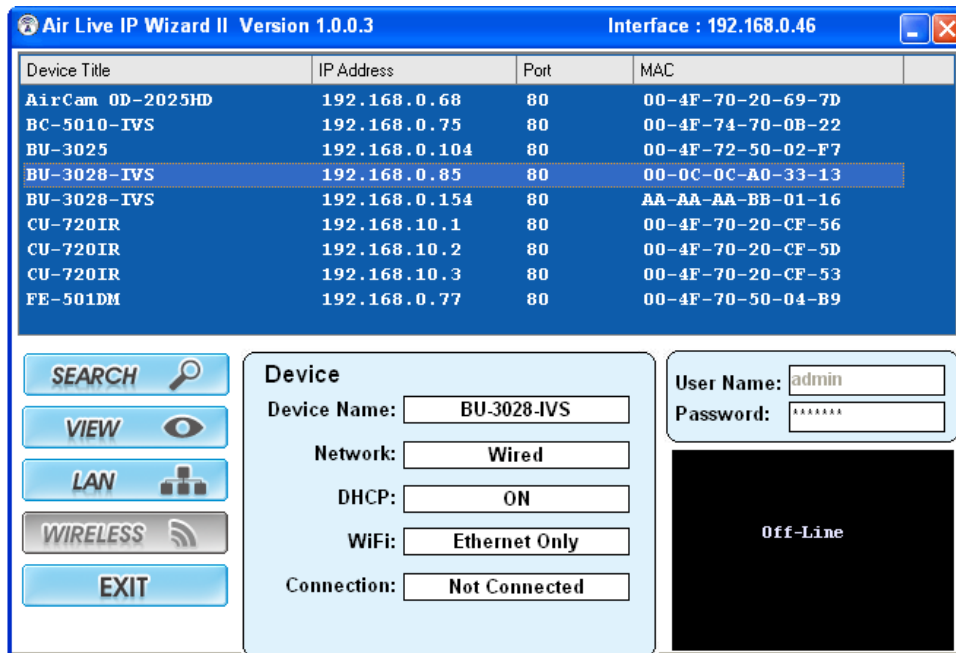 Air Live IP Wizard II Version 1.0.0.3 Interface : 192.168.0.46
Device Title IP Address Port MAC
AirCam OD-2025HD 192.168.0.68 80 00-4F-70-20-69-7D
BC-5010-IVS 192.168.0.75 80 00-4F-74-70-0B-22
BU-3025 192.168.0.104 80 00-4F-72-50-02-F7
BU-3028-IVS 192.168.0.85 80 00-0C-0C-A0-33-13
BU-3028-IVS 192.168.0.154 80 AA-AA-AA-BB-01-16
CU-720IR 192.168.10.1 80 00-4F-70-20-CF-56
CU-720IR 192.168.10.2 80 00-4F-70-20-CF-5D
CU-720IR 192.168.10.3 80 00-4F-70-20-CF-53
FE-501DM 192.168.0.77 80 00-4F-70-50-04-B9
SEARCH
VIEW
LAN
WIRELESS
EXIT
Device
Device Name: BU-3028-IVS
Network: Wired
DHCP: ON
WiFi: Ethernet Only
Connection: Not Connected
User Name: admin
Password: *******
Off-Line